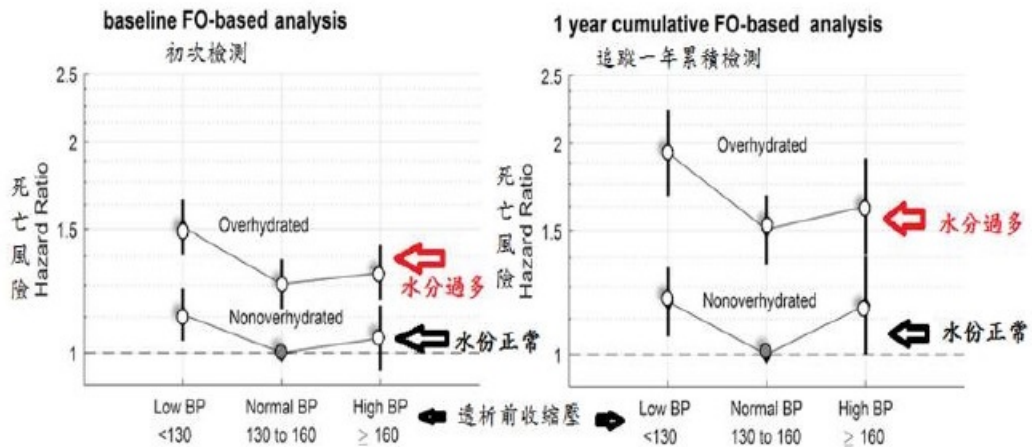 baseline FO-based analysis
初次檢測
2.5
2
1.5
1
死亡風險
Hazard Ratio
Overhydrated
Nonoverhydrated
水分過多
水份正常
Low BP
<130
Normal BP
130 to 160
High BP
≥ 160
透析前收縮壓
1 year cumulative FO-based analysis
追蹤一年累積檢測
2.5
2
1.5
1
死亡風險
Hazard Ratio
Overhydrated
Nonoverhydrated
水分過多
水份正常
Low BP
<130
Normal BP
130 to 160
High BP
≥ 160